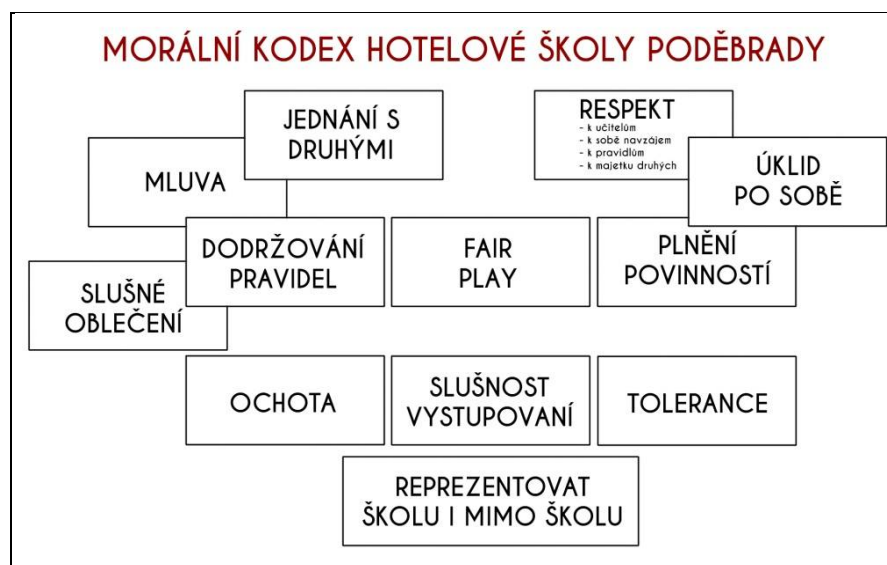 MORÁLNÍ KODEX HOTELOVÉ ŠKOLY PODĚBRADY
JEDNÁNÍ S
DRUHÝMI
RESPEKT
- k učitelům
- k sobě navzájem
- k pravidlům
- k majetku druhých
MLUVA
ÚKLID
PO SOBĚ
DODRŽOVÁNÍ
PRAVIDEL
FAIR
PLAY
PLNĚNÍ
POVINNOSTÍ
SLUŠNÉ
OBLEČENÍ
OCHOTA
SLUŠNOST
VYSTUPOVANÍ
TOLERANCE
REPREZENTOVAT
ŠKOLU I MIMO ŠKOLU